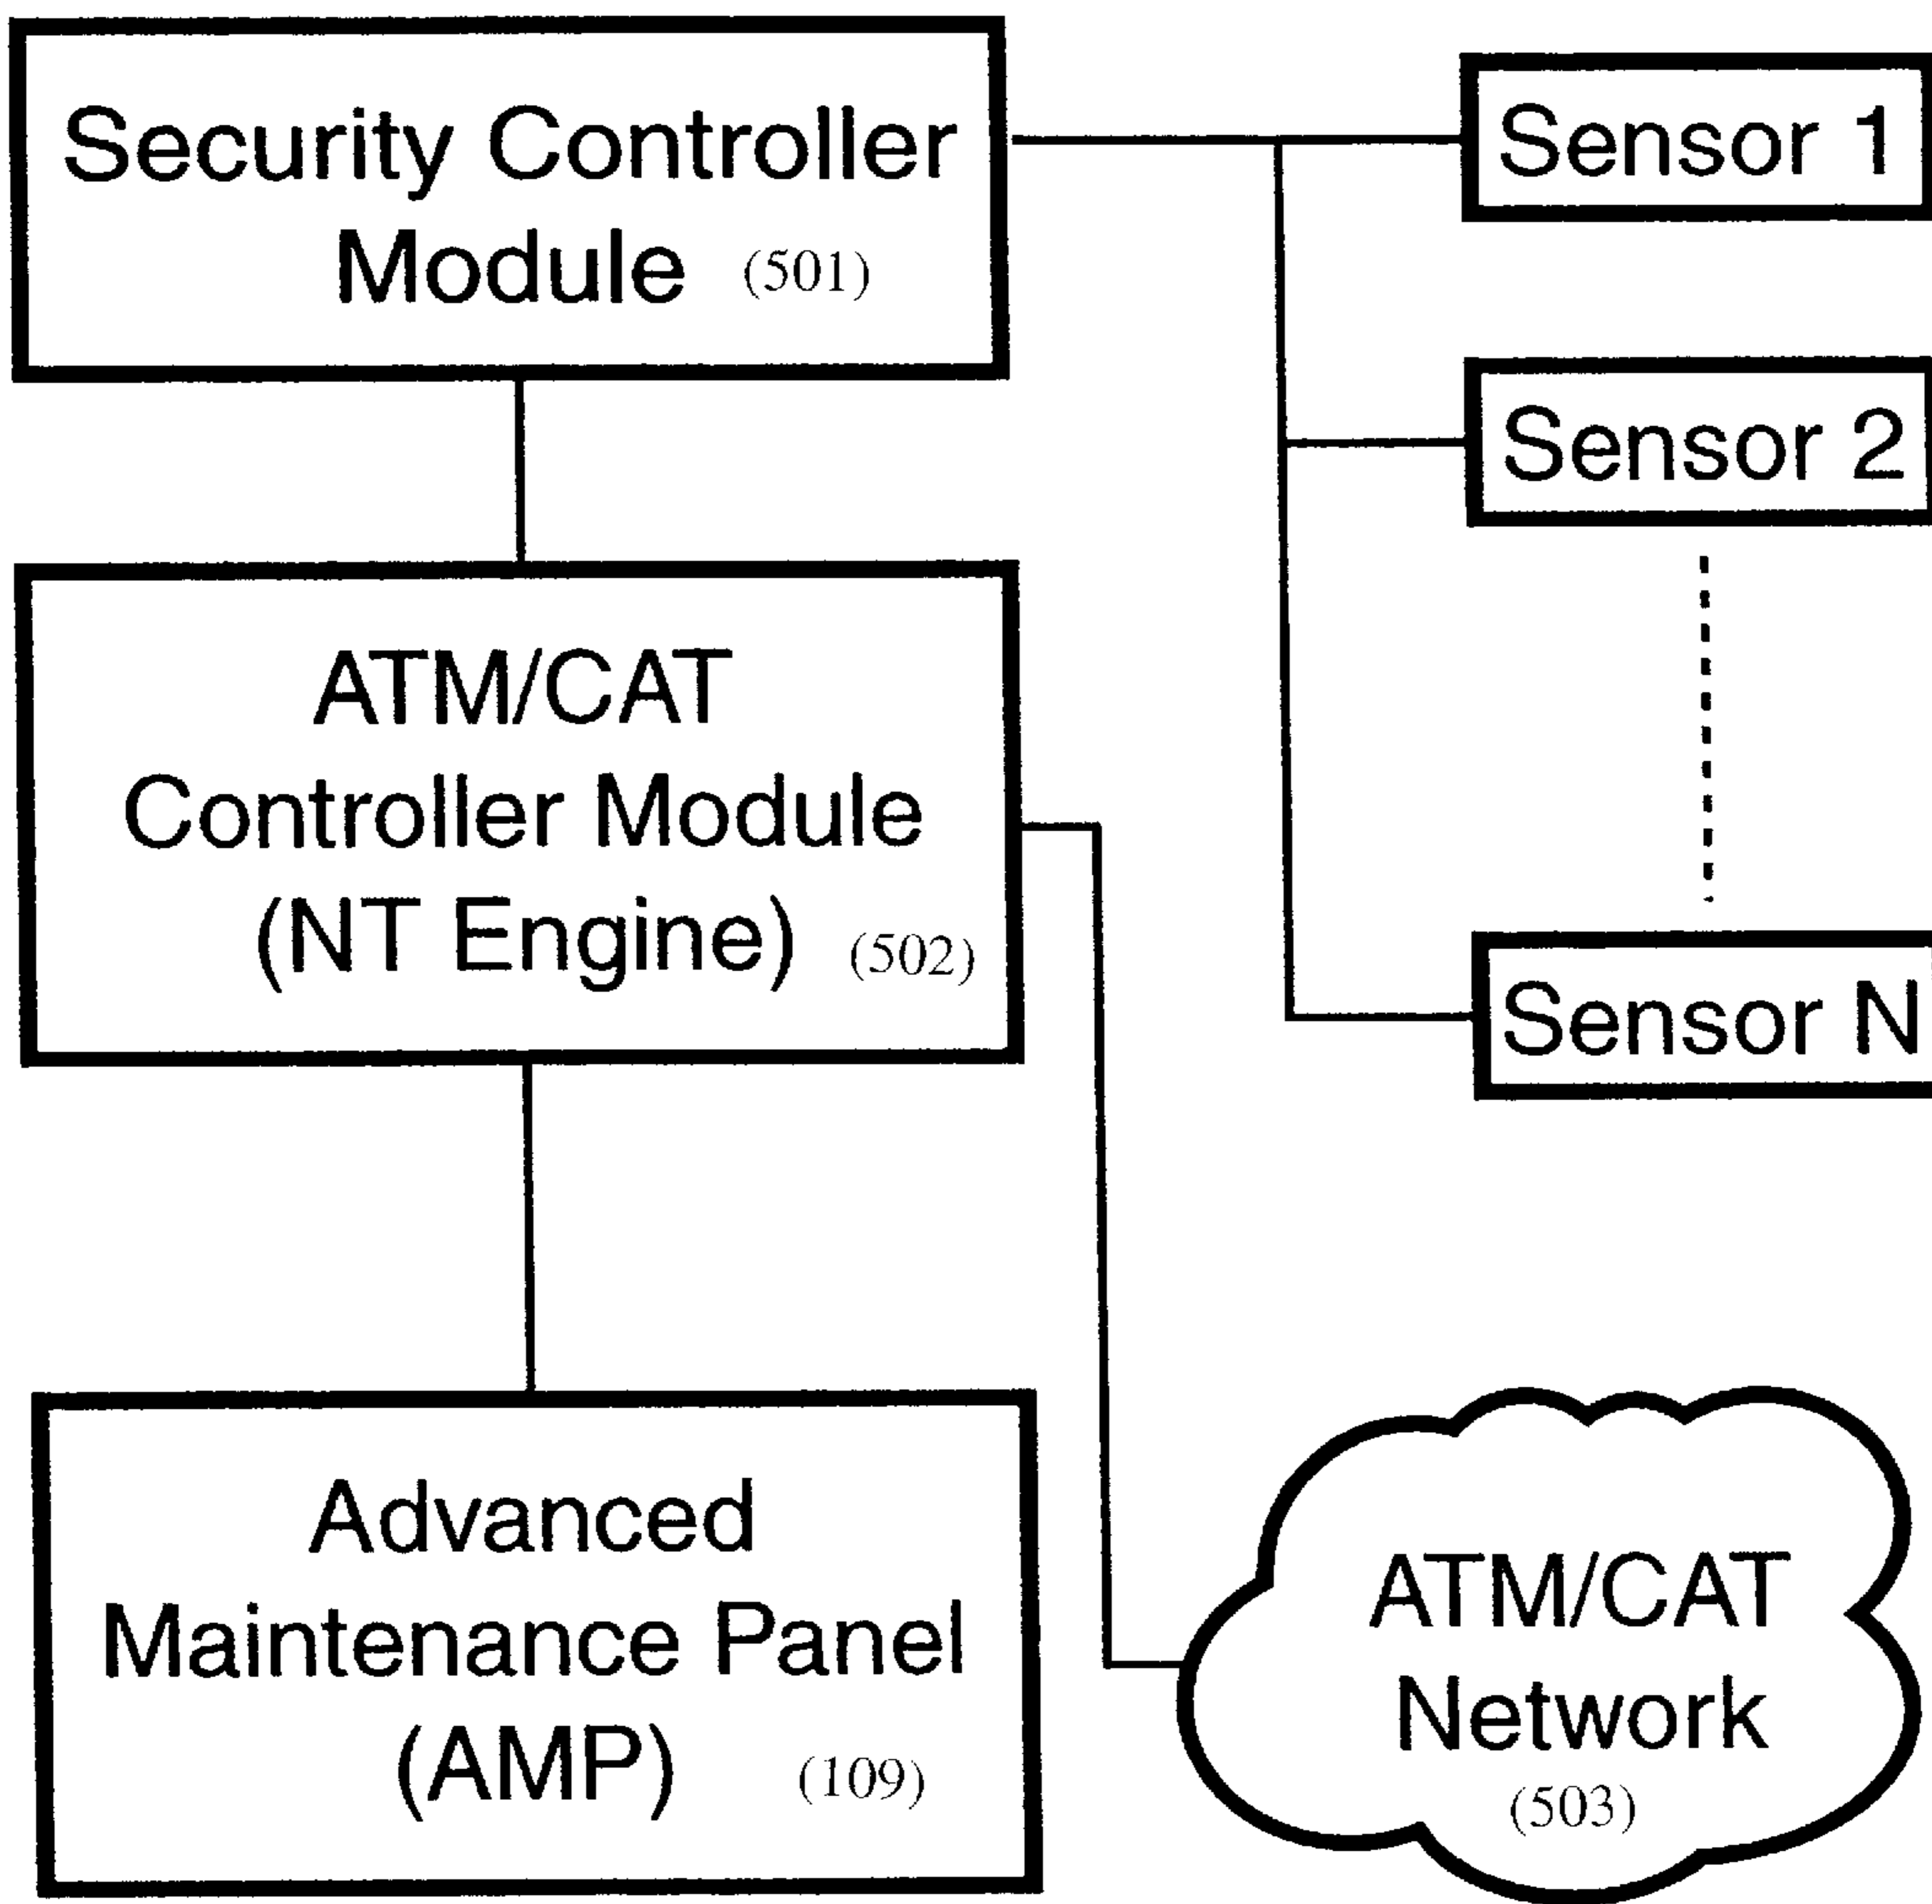 Security Controller
Module (501)
Sensor 1
Sensor 2
ATM/CAT
Controller Module
(NT Engine) (502)
Sensor N
Advanced
Maintenance Panel
(AMP) (109)
ATM/CAT
Network
(503)